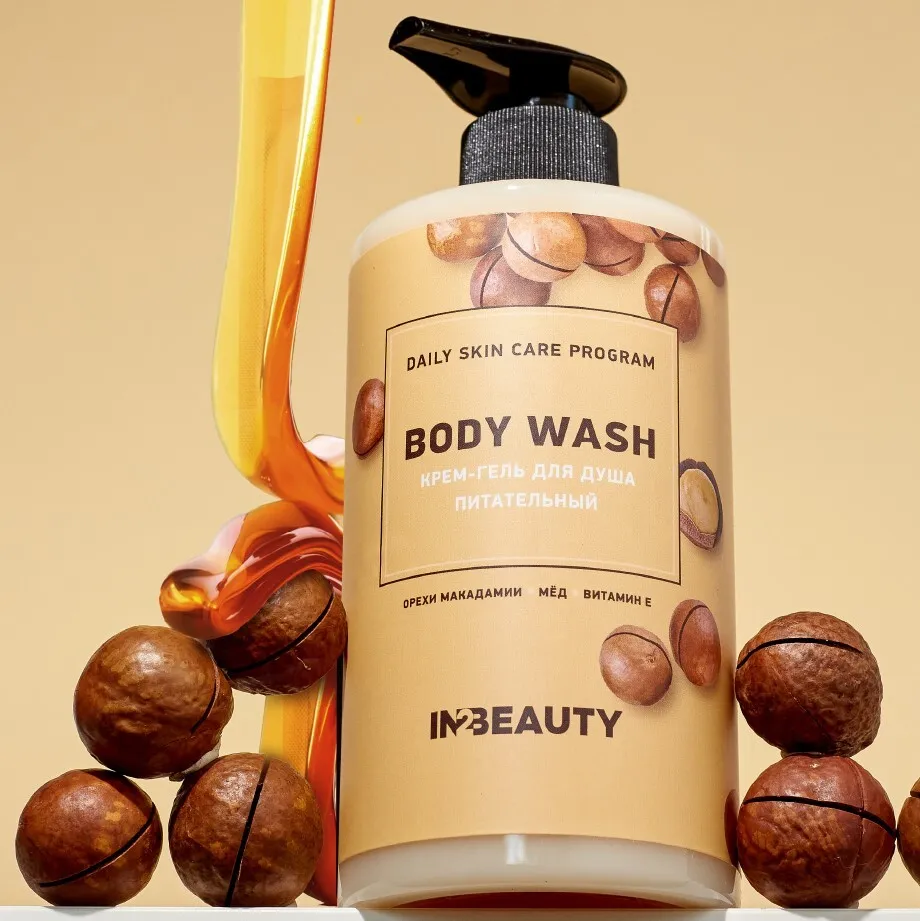 DAILY SKIN CARE PROGRAM
BODY WASH
КРЕМ-ГЕЛЬ ДЛЯ ДУША
ПИТАТЕЛЬНЫЙ
ОРЕХИ МАКАДАМИИ МЁД ВИТАМИН Е
IN2BEAUTY